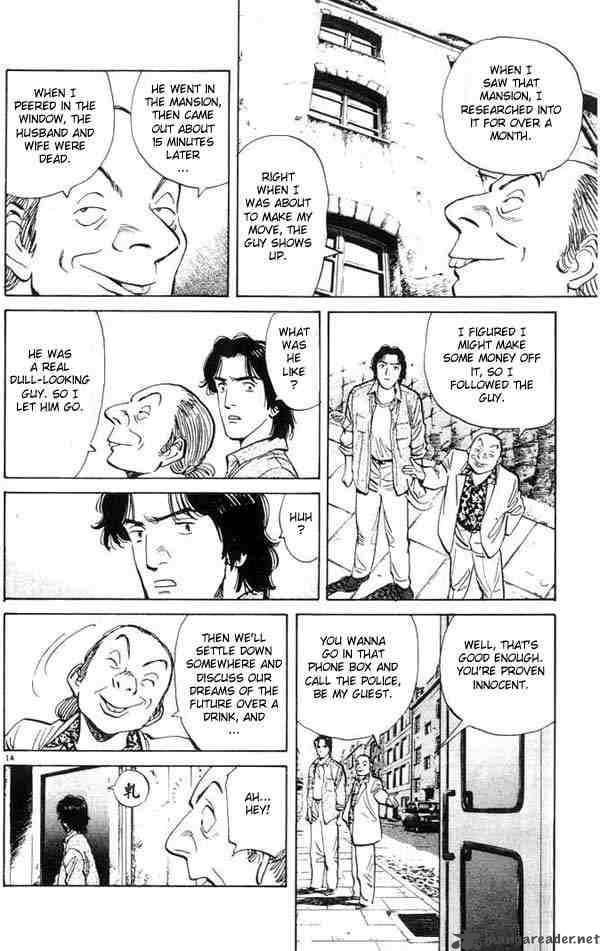 WHEN I
SAW THAT
MANSION, I
RESEARCHED INTO
IT FOR OVER A
MONTH.
RIGHT
WHEN I
WAS ABOUT
TO MAKE MY
MOVE, THE
GUY SHOWS
UP.
HE WENT
IN THE
MANSION,
THEN CAME
OUT ABOUT
15 MINUTES
LATER
...
WHEN I
PEERED IN THE
WINDOW, THE
HUSBAND AND
WIFE WERE
DEAD.
I FIGURED I
MIGHT MAKE
SOME MONEY OFF
IT, SO I
FOLLOWED THE
GUY.
WHAT
WAS HE
LIKE
?
HE WAS
A REAL
DULL-LOOKING
GUY. SO I
LET HIM GO.
HUH
?
WELL, THAT'S
GOOD ENOUGH.
YOU'RE PROVEN
INNOCENT.
YOU WANNA
GO IN THAT
PHONE BOX AND
CALL THE POLICE,
BE MY GUEST.
THEN WE'LL
SETTLE DOWN
SOMEWHERE AND
DISCUSS OUR
DREAMS OF THE
FUTURE OVER A
DRINK, AND
...
14
AH...
HEY!
reader.net